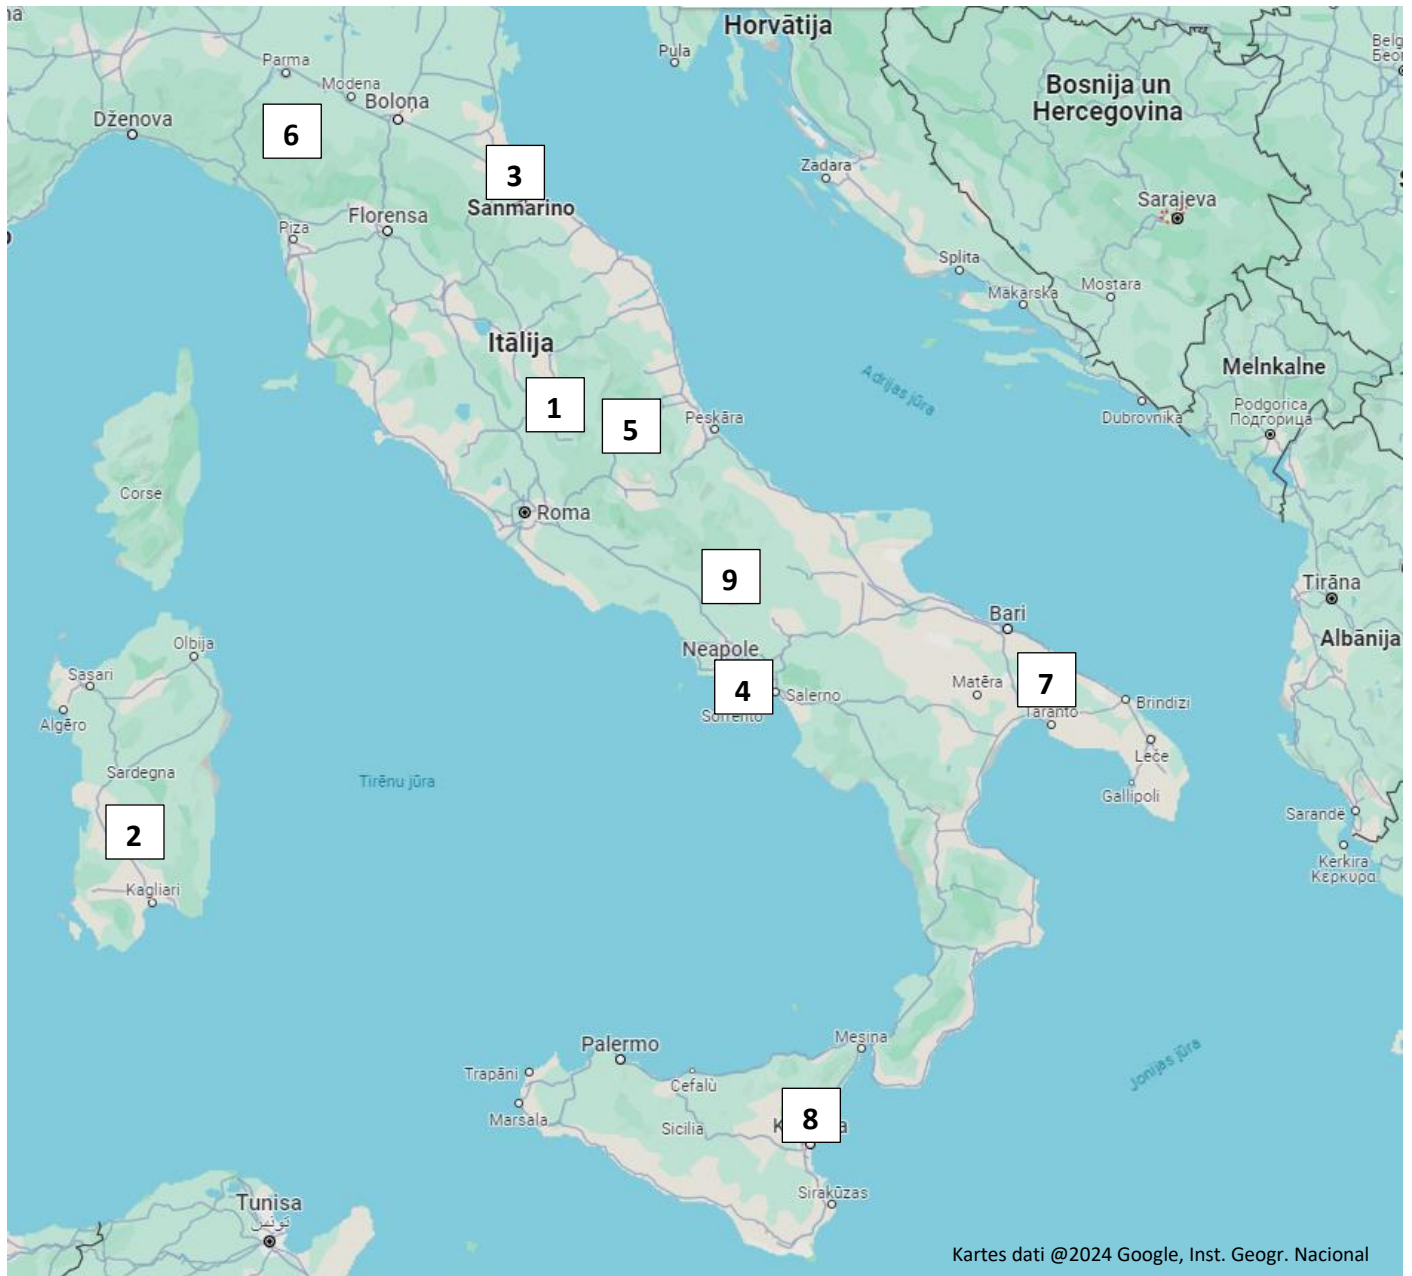 Horvātija
Pula
Belg
Беог
Parma
Modena
Boloņa
Dženova
Bosnija un
Hercegovina
6
3
Zadara
Sanmarino
Sarajeva
Florensa
Piza
Splita
Makarska
Mostara
Itālija
Melnkalne
Adrijas jūra
1
5
Peskāra
Dubrovnika
Podgorica
Подгорица
Corse
Roma
9
Tirāna
Bari
Albānija
Olbija
Neapole
Sasari
4
Salerno
Matēra
7
Brindizi
Algēro
Sorrento
Taranto
Leče
Sardegna
Tirēnu jūra
Gallipoli
2
Sarandë
Kerkira
Κέρκυρα
Kagliari
Mesina
Palermo
Trapāni
Cefalù
Jonijas jūra
Marsala
Sicilia
8
Sirakūzas
Tunisa
تونس
Kartes dati @2024 Google, Inst. Geogr. Nacional